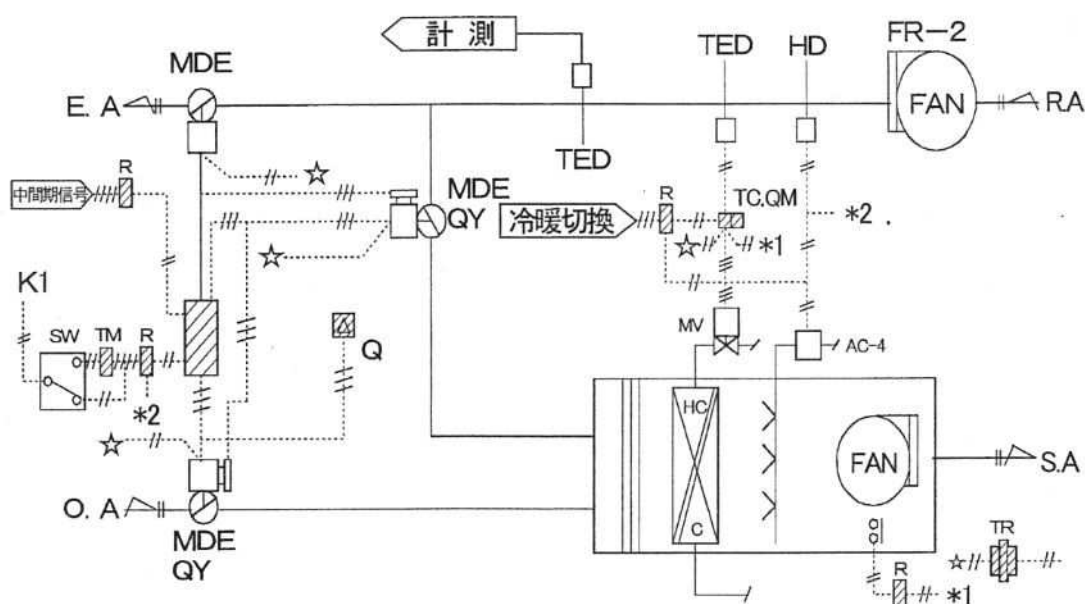 計測
MDE
TED
HD
FR-2
E. A
FAN
R.A
TED
中間期信号
R
MDE
QY
冷暖切換
R
TC.QM
*2
*1
K1
SW
TM
R
Q
MV
AC-4
*2
HC
FAN
S.A
C
O. A
MDE
QY
TR
R
*1